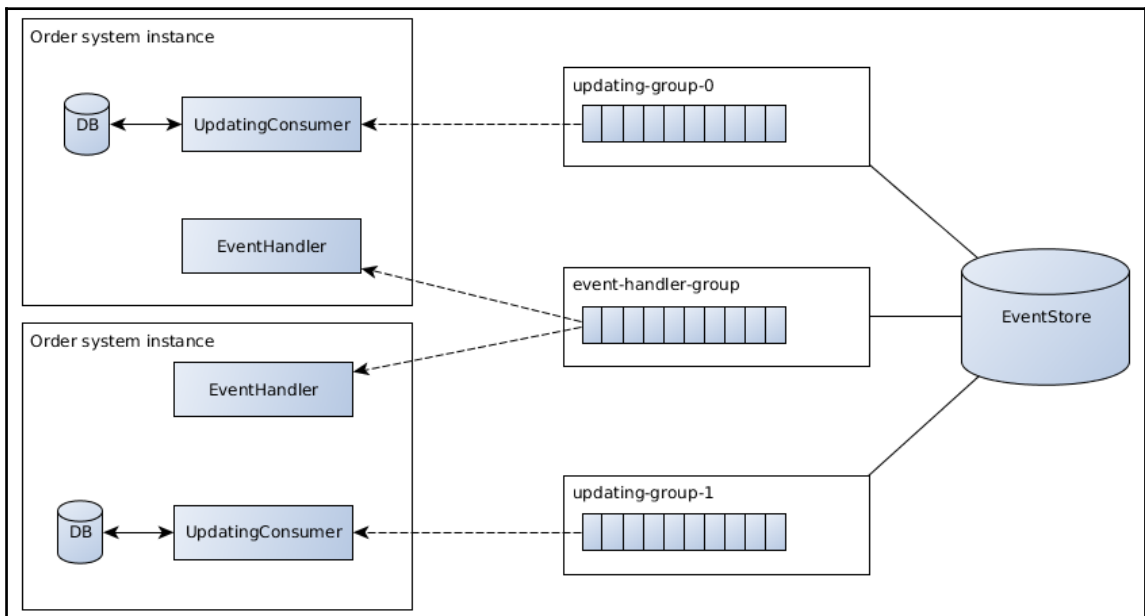 Order system instance
DB
UpdatingConsumer
EventHandler
Order system instance
EventHandler
DB
UpdatingConsumer
updating-group-0
event-handler-group
updating-group-1
EventStore